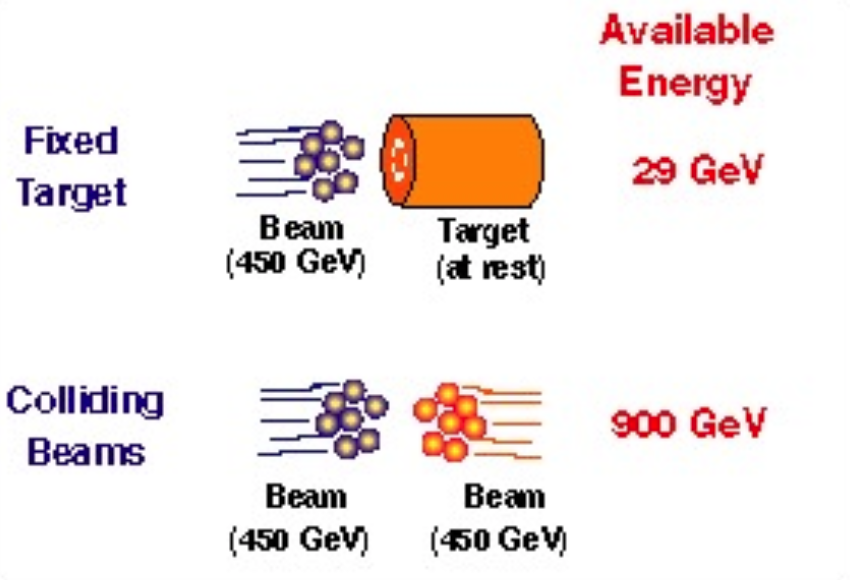 Available
Energy
Fixed
Target
29 GeV
Beam
(450 GeV)
Target
(at rest)
Colliding
Beams
900 GeV
Beam
(450 GeV)
Beam
(450 GeV)